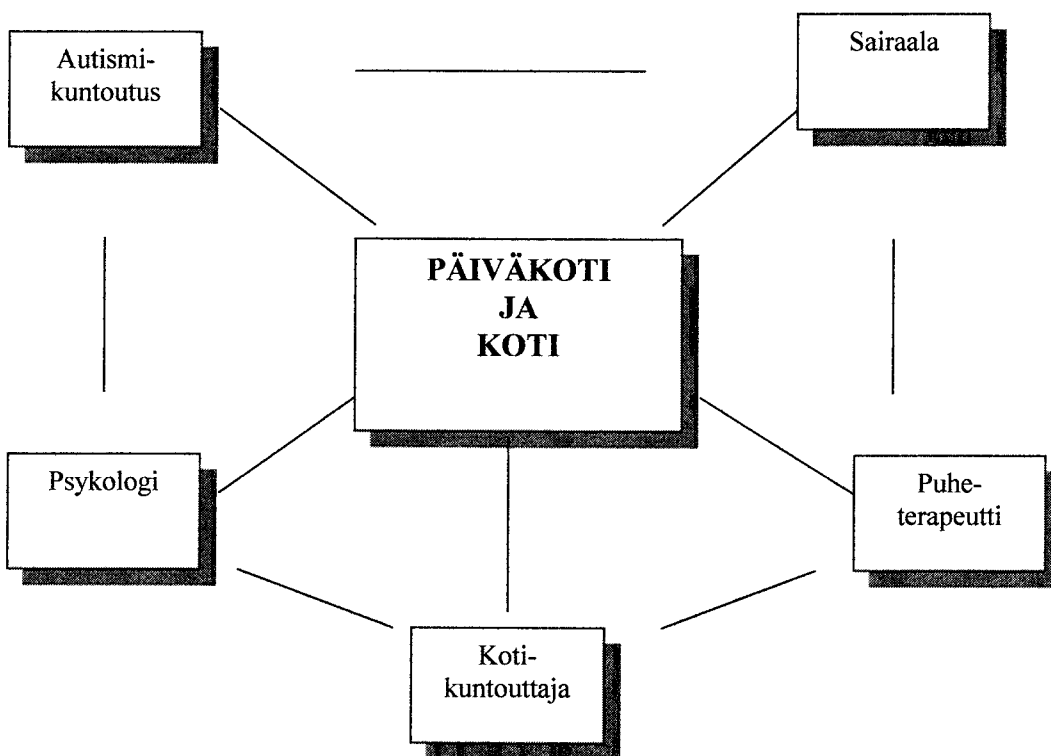 Autismi-
kuntoutus
Sairaala
PÄIVÄKOTI
JA
KOTI
Psykologi
Puhe-
terapeutti
Koti-
kuntouttaja